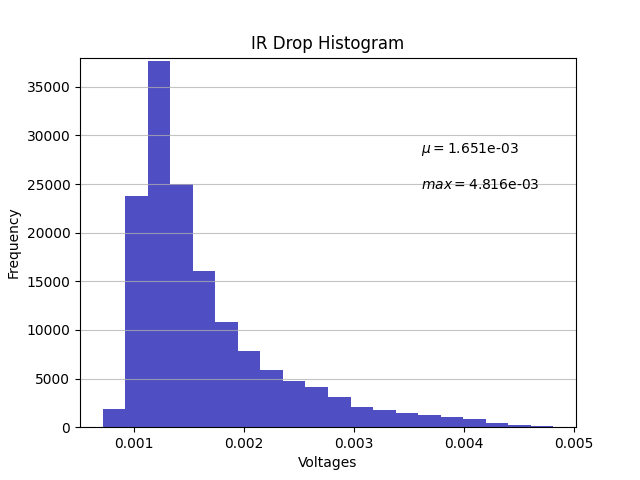 IR Drop Histogram
35000
30000
25000
20000
15000
10000
5000
0
Frequency
μ = 1.651e-03
max = 4.816e-03
0.001 0.002 0.003 0.004 0.005
Voltages